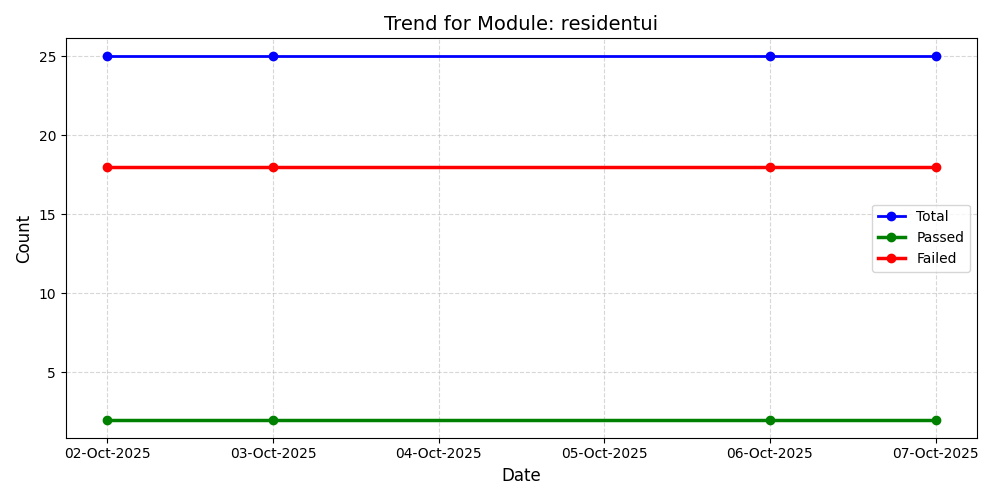 Trend for Module: residentui
Count
25
20
15
10
5
Total
Passed
Failed
02-Oct-2025 03-Oct-2025 04-Oct-2025 05-Oct-2025 06-Oct-2025 07-Oct-2025
Date